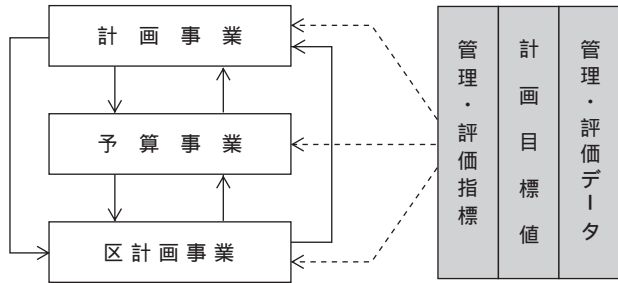 計画事業
予算事業
区計画事業
管理・評価指標
計画目標値
管理・評価データ